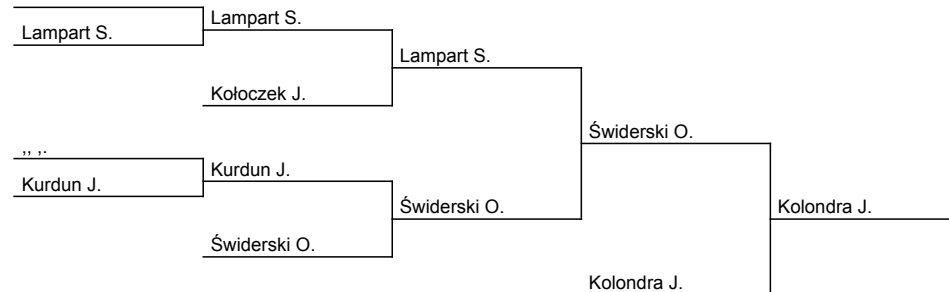 Lampart S.
Lampart S.
Lampart S.
Kołoczek J.
Świderski O.
,, ,.
Kurdun J.
Kurdun J.
Świderski O.
Kolondra J.
Świderski O.
Kolondra J.